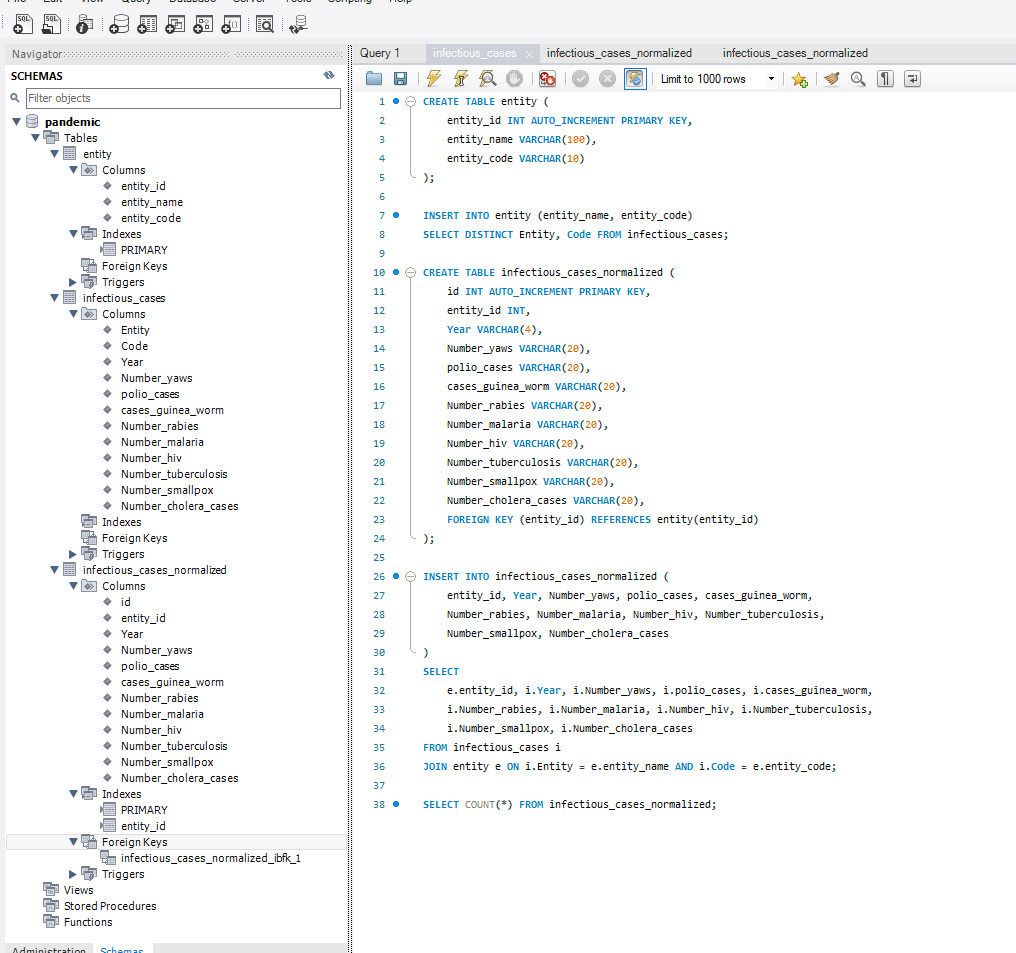 File Edit View Query Database Server Tools Scripting Help
Navigator
SCHEMAS
Filter objects
pandemic
Tables
entity
Columns
entity_id
entity_name
entity_code
Indexes
PRIMARY
Foreign Keys
Triggers
infectious_cases
Columns
Entity
Code
Year
Number_yaws
polio_cases
cases_guinea_worm
Number_rabies
Number_malaria
Number_hiv
Number_tuberculosis
Number_smallpox
Number_cholera_cases
Indexes
Foreign Keys
Triggers
infectious_cases_normalized
Columns
id
entity_id
Year
Number_yaws
polio_cases
cases_guinea_worm
Number_rabies
Number_malaria
Number_hiv
Number_tuberculosis
Number_smallpox
Number_cholera_cases
Indexes
PRIMARY
entity_id
Foreign Keys
infectious_cases_normalized_ibfk_1
Triggers
Views
Stored Procedures
Functions
Administration Schemas
Query 1 infectious_cases infectious_cases_normalized infectious_cases_normalized
Limit to 1000 rows
1 CREATE TABLE entity (
2 entity_id INT AUTO_INCREMENT PRIMARY KEY,
3 entity_name VARCHAR(100),
4 entity_code VARCHAR(10)
5 );
6
7 INSERT INTO entity (entity_name, entity_code)
8 SELECT DISTINCT Entity, Code FROM infectious_cases;
9
10 CREATE TABLE infectious_cases_normalized (
11 id INT AUTO_INCREMENT PRIMARY KEY,
12 entity_id INT,
13 Year VARCHAR(4),
14 Number_yaws VARCHAR(20),
15 polio_cases VARCHAR(20),
16 cases_guinea_worm VARCHAR(20),
17 Number_rabies VARCHAR(20),
18 Number_malaria VARCHAR(20),
19 Number_hiv VARCHAR(20),
20 Number_tuberculosis VARCHAR(20),
21 Number_smallpox VARCHAR(20),
22 Number_cholera_cases VARCHAR(20),
23 FOREIGN KEY (entity_id) REFERENCES entity(entity_id)
24 );
25
26 INSERT INTO infectious_cases_normalized (
27 entity_id, Year, Number_yaws, polio_cases, cases_guinea_worm,
28 Number_rabies, Number_malaria, Number_hiv, Number_tuberculosis,
29 Number_smallpox, Number_cholera_cases
30 )
31 SELECT
32 e.entity_id, i.Year, i.Number_yaws, i.polio_cases, i.cases_guinea_worm,
33 i.Number_rabies, i.Number_malaria, i.Number_hiv, i.Number_tuberculosis,
34 i.Number_smallpox, i.Number_cholera_cases
35 FROM infectious_cases i
36 JOIN entity e ON i.Entity = e.entity_name AND i.Code = e.entity_code;
37
38 SELECT COUNT(*) FROM infectious_cases_normalized;